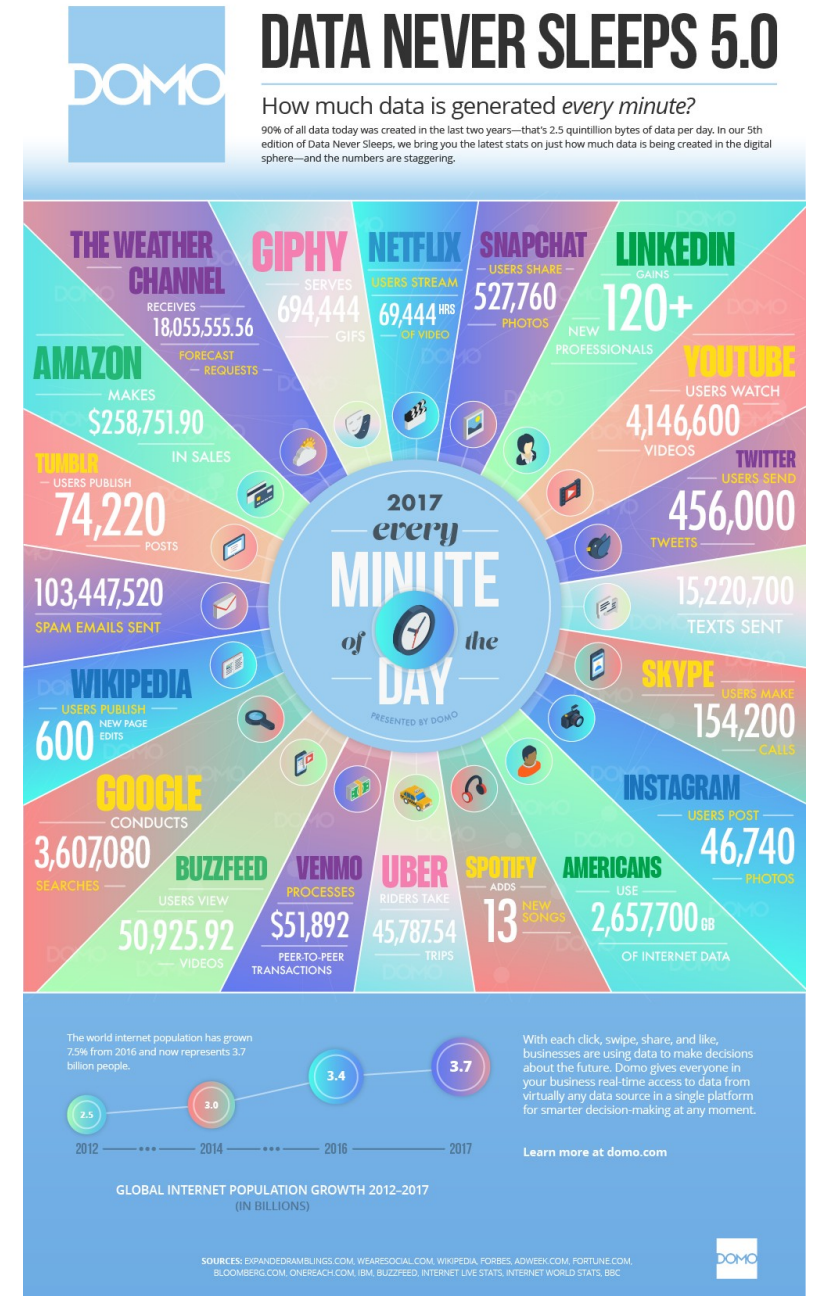 DOMO
DATA NEVER SLEEPS 5.0
How much data is generated every minute?
90% of all data today was created in the last two years—that's 2.5 quintillion bytes of data per day. In our 5th
edition of Data Never Sleeps, we bring you the latest stats on just how much data is being created in the digital
sphere—and the numbers are staggering.
THE WEATHER
CHANNEL
RECEIVES
18,055,555.56
FORECAST
REQUESTS
GIPHY
SERVES
694,444
GIFS
NETFLIX
USERS STREAM
69,444 HRS
OF VIDEO
SNAPCHAT
USERS SHARE
527,760
PHOTOS
LINKEDIN
GAINS
120+
NEW
PROFESSIONALS
YOUTUBE
USERS WATCH
4,146,600
VIDEOS
TWITTER
USERS SEND
456,000
TWEETS
15,220,700
TEXTS SENT
SKYPE
USERS MAKE
154,200
CALLS
INSTAGRAM
USERS POST
46,740
PHOTOS
AMERICANS
USE
2,657,700 GB
OF INTERNET DATA
SPOTIFY
ADDS
13 NEW
SONGS
UBER
RIDERS TAKE
45,787.54
TRIPS
VENMO
PROCESSES
$51,892
PEER-TO-PEER
TRANSACTIONS
BUZZFEED
USERS VIEW
50,925.92
VIDEOS
GOOGLE
CONDUCTS
3,607,080
SEARCHES
WIKIPEDIA
USERS PUBLISH
600 NEW PAGE
EDITS
103,447,520
SPAM EMAILS SENT
TUMBLR
USERS PUBLISH
74,220
POSTS
AMAZON
MAKES
$258,751.90
IN SALES
2017
every
MINUTE
of the
DAY
PRESENTED BY DOMO
The world internet population has grown
7.5% from 2016 and now represents 3.7
billion people.
2.5
3.0
3.4
3.7
2012
2014
2016
2017
GLOBAL INTERNET POPULATION GROWTH 2012–2017
(IN BILLIONS)
With each click, swipe, share, and like,
businesses are using data to make decisions
about the future. Domo gives everyone in
your business real-time access to data from
virtually any data source in a single platform
for smarter decision-making at any moment.
Learn more at domo.com
SOURCES: EXPANDEDRAMBLINGS.COM, WEARESOCIAL.COM, WIKIPEDIA, FORBES, ADWEEK.COM, FORTUNE.COM,
BLOOMBERG.COM, ONEREACH.COM, IBM, BUZZFEED, INTERNET LIVE STATS, INTERNET WORLD STATS, BBC
DOMO